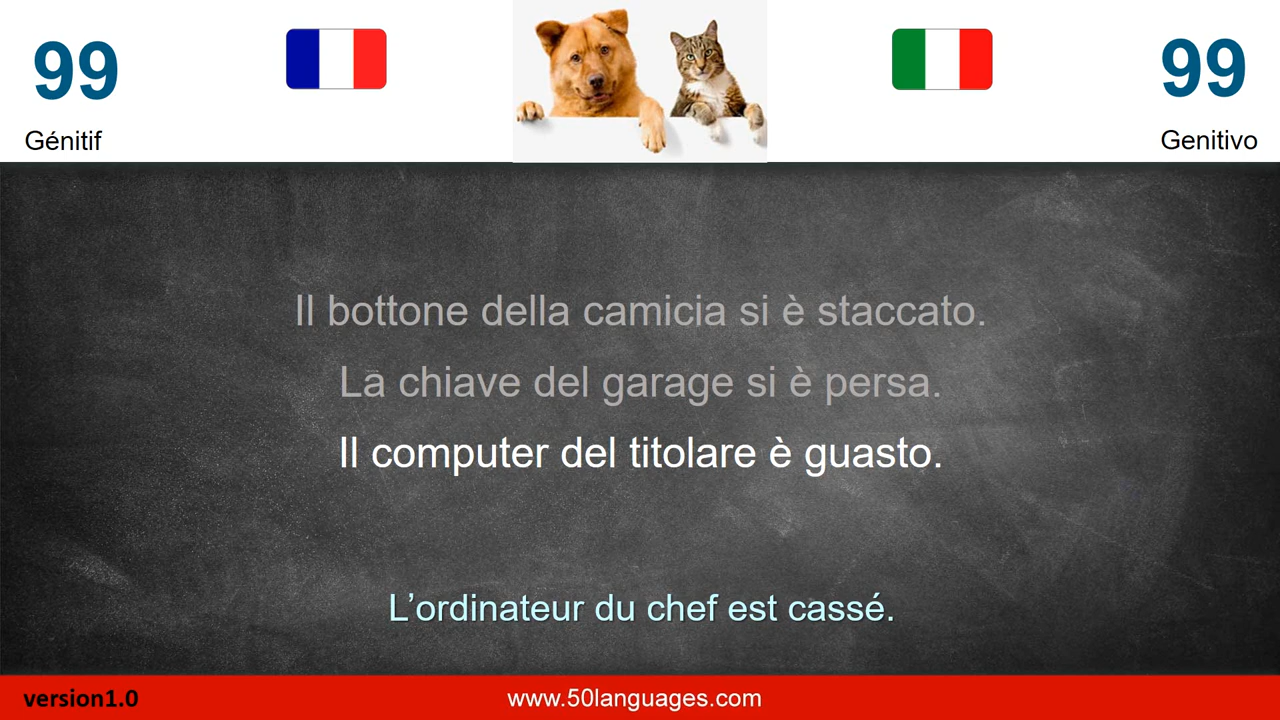 99
99
Génitif
Genitivo
Il bottone della camicia si è staccato.
La chiave del garage si è persa.
Il computer del titolare è guasto.
L’ordinateur du chef est cassé.
version1.0
www.50languages.com